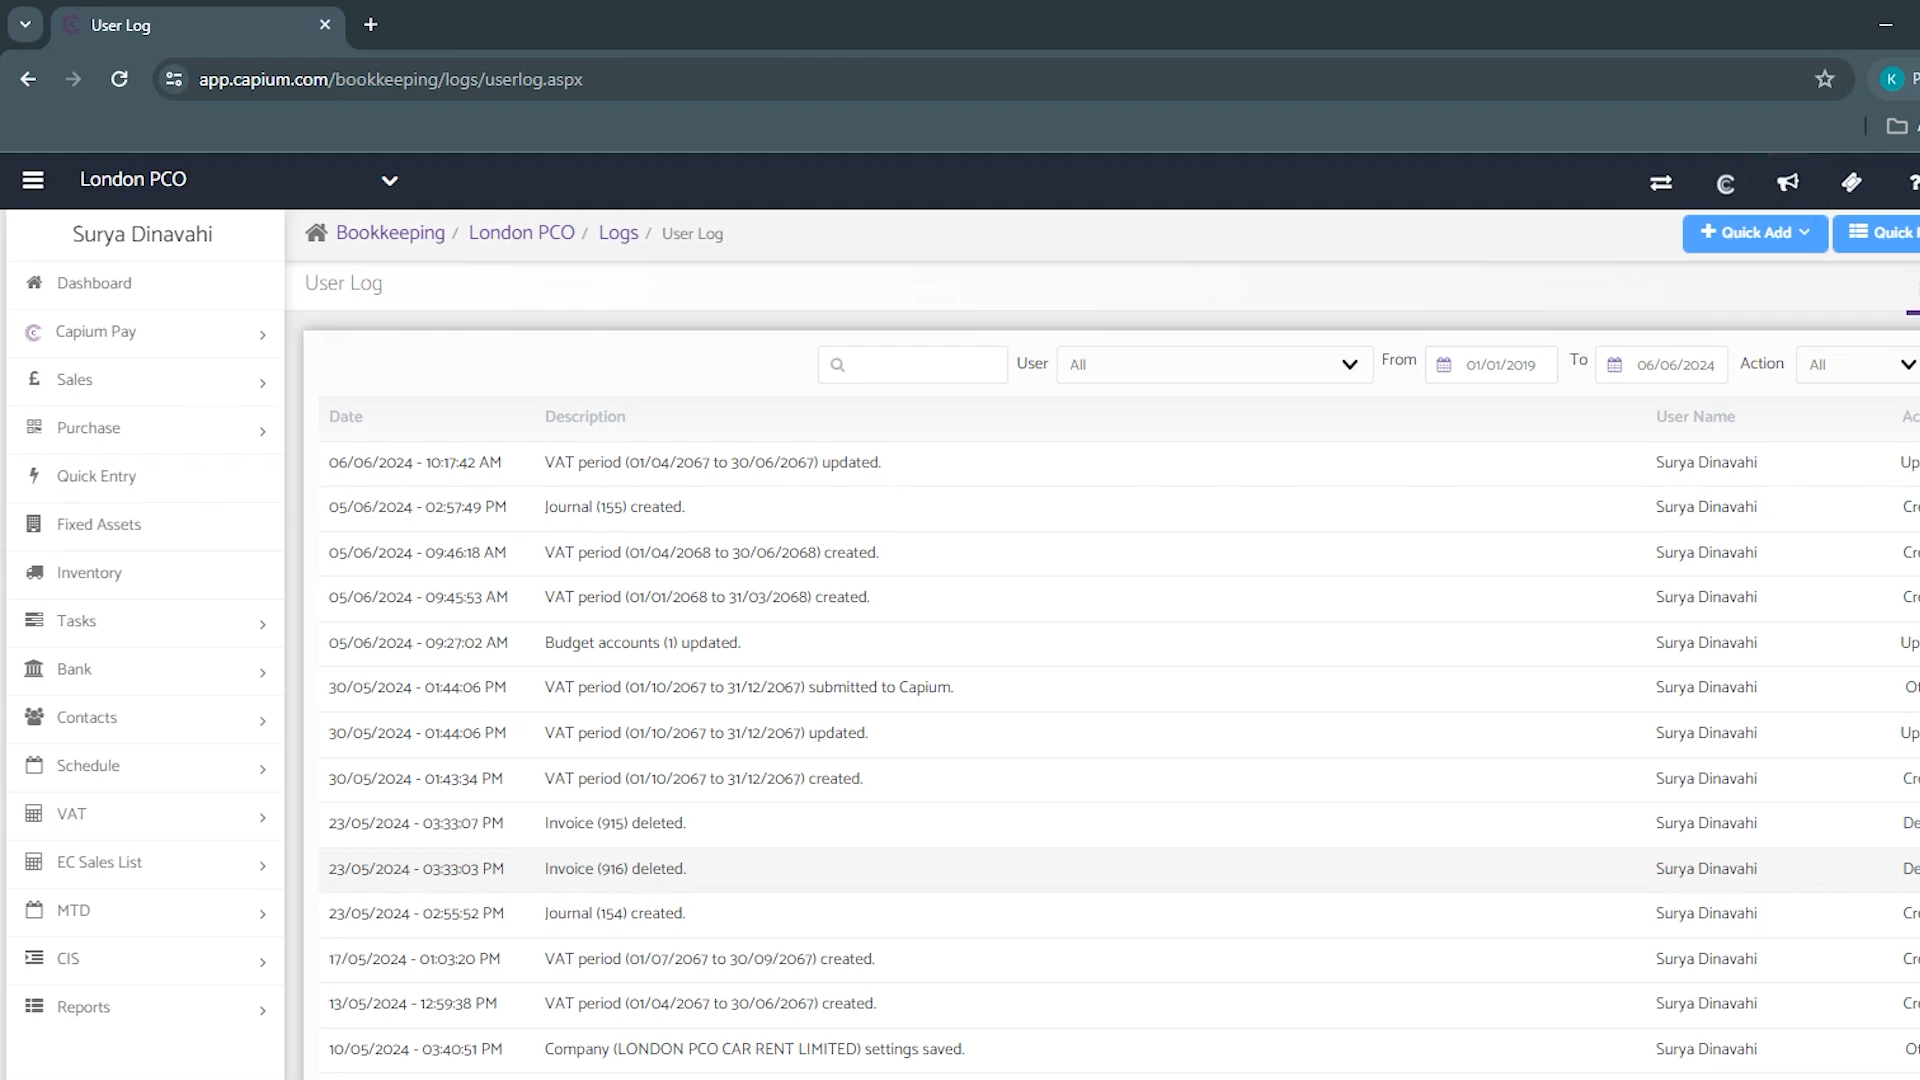 User Log
app.capium.com/bookkeeping/logs/userlog.aspx
K
London PCO
Surya Dinavahi
Bookkeeping / London PCO / Logs / User Log
Quick Add
Quick
User Log
Dashboard
Capium Pay
Sales
Purchase
Quick Entry
Fixed Assets
Inventory
Tasks
Bank
Contacts
Schedule
VAT
EC Sales List
MTD
CIS
Reports
User All From 01/01/2019 To 06/06/2024 Action All
Date Description User Name
06/06/2024 - 10:17:42 AM VAT period (01/04/2067 to 30/06/2067) updated. Surya Dinavahi
05/06/2024 - 02:57:49 PM Journal (155) created. Surya Dinavahi
05/06/2024 - 09:46:18 AM VAT period (01/04/2068 to 30/06/2068) created. Surya Dinavahi
05/06/2024 - 09:45:53 AM VAT period (01/01/2068 to 31/03/2068) created. Surya Dinavahi
05/06/2024 - 09:27:02 AM Budget accounts (1) updated. Surya Dinavahi
30/05/2024 - 01:44:06 PM VAT period (01/10/2067 to 31/12/2067) submitted to Capium. Surya Dinavahi
30/05/2024 - 01:44:06 PM VAT period (01/10/2067 to 31/12/2067) updated. Surya Dinavahi
30/05/2024 - 01:43:34 PM VAT period (01/10/2067 to 31/12/2067) created. Surya Dinavahi
23/05/2024 - 03:33:07 PM Invoice (915) deleted. Surya Dinavahi
23/05/2024 - 03:33:03 PM Invoice (916) deleted. Surya Dinavahi
23/05/2024 - 02:55:52 PM Journal (154) created. Surya Dinavahi
17/05/2024 - 01:03:20 PM VAT period (01/07/2067 to 30/09/2067) created. Surya Dinavahi
13/05/2024 - 12:59:38 PM VAT period (01/04/2067 to 30/06/2067) created. Surya Dinavahi
10/05/2024 - 03:40:51 PM Company (LONDON PCO CAR RENT LIMITED) settings saved. Surya Dinavahi